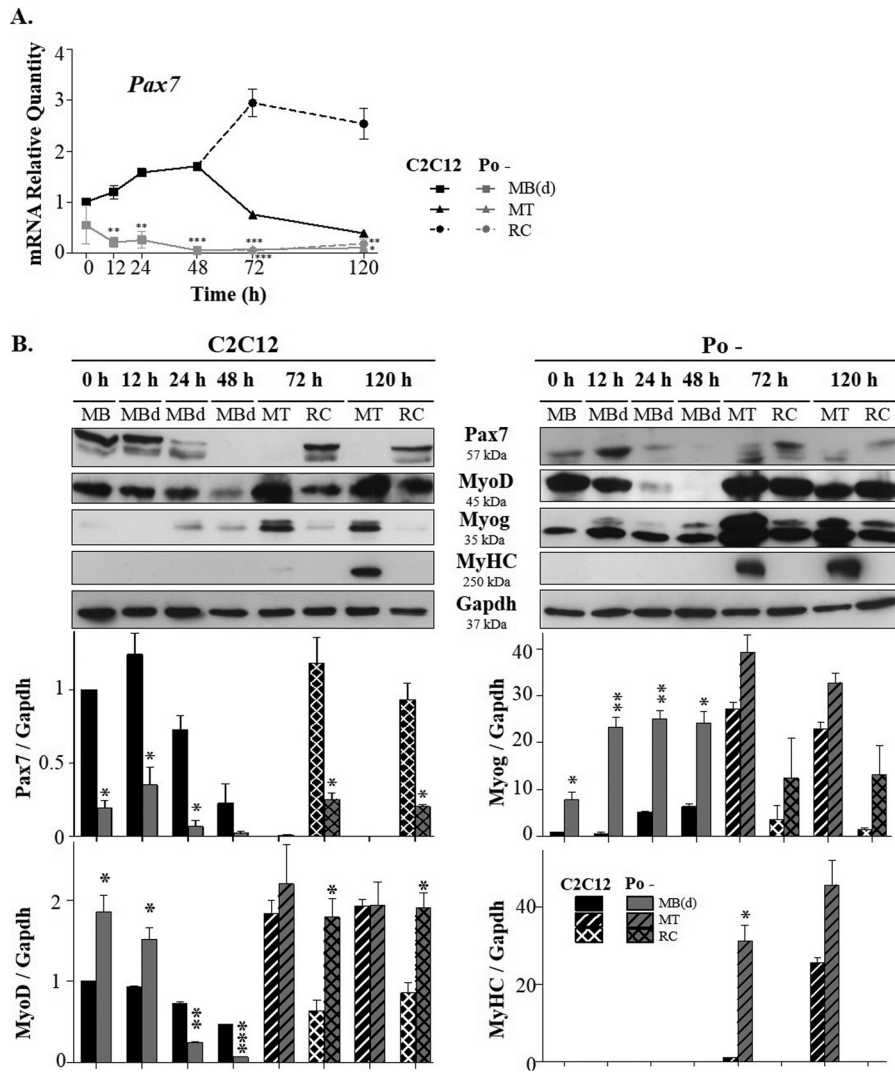 A.
Pax7
mRNA Relative Quantity
4
3
2
1
0
0 12 24 48 72 120
Time (h)
** ** *** *** *** ** *
C2C12 Po -
MB(d)
MT
RC
B.
C2C12
0 h 12 h 24 h 48 h 72 h 120 h
MB MBd MBd MBd MT RC MT RC
Po -
0 h 12 h 24 h 48 h 72 h 120 h
MB MBd MBd MBd MT RC MT RC
Pax7
57 kDa
MyoD
45 kDa
Myog
35 kDa
MyHC
250 kDa
Gapdh
37 kDa
Pax7 / Gapdh
1
0.5
0
* * * * *
Myog / Gapdh
40
30
20
10
0
* ** ** *
MyoD / Gapdh
2
1
0
* * ** *** * *
MyHC / Gapdh
40
20
0
*
C2C12 Po -
MB(d)
MT
RC